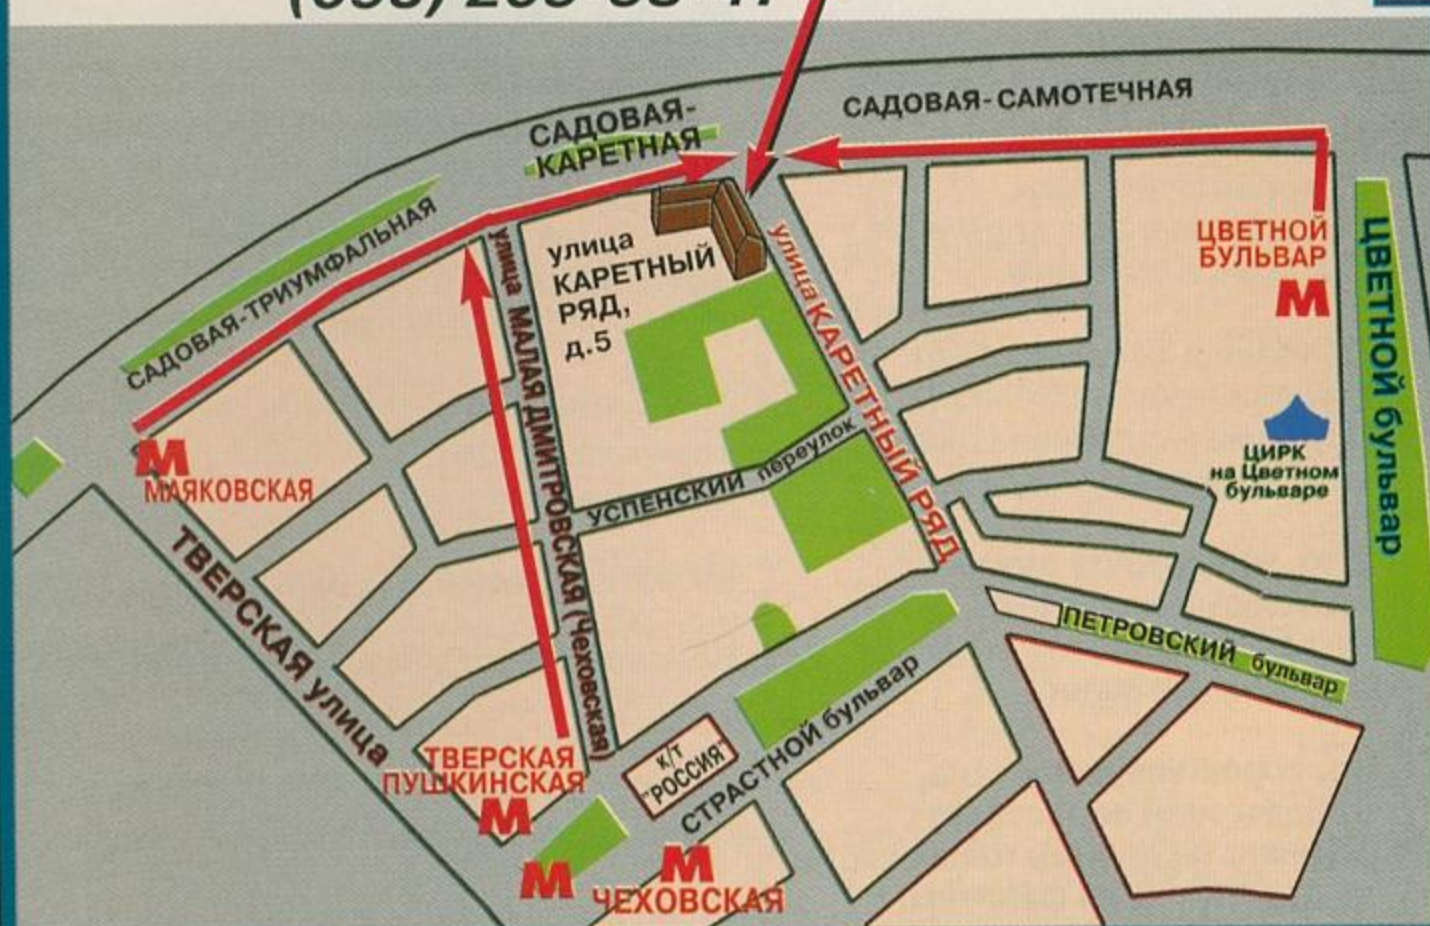 САДОВАЯ-САМОТЕЧНАЯ
САДОВАЯ-
КАРЕТНАЯ
САДОВАЯ-ТРИУМФАЛЬНАЯ
улица
КАРЕТНЫЙ
РЯД,
д.5
улица КАРЕТНЫЙ РЯД
ЦВЕТНОЙ
БУЛЬВАР
М
ЦВЕТНОЙ бульвар
улица МАЛАЯ ДМИТРОВСКАЯ (Чеховская)
ЦИРК
на Цветном
бульваре
УСПЕНСКИЙ переулок
М
МАЯКОВСКАЯ
ТВЕРСКАЯ улица
ПЕТРОВСКИЙ бульвар
СТРАСТНОЙ бульвар
к/т
"РОССИЯ"
ТВЕРСКАЯ
ПУШКИНСКАЯ
М
М
М
ЧЕХОВСКАЯ